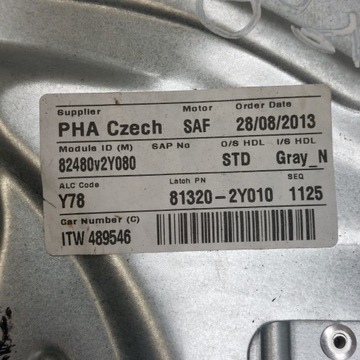 Supplier Motor Order Date
PHA Czech SAF 28/08/2013
Module ID (M) SAP No O/S HDL I/S HDL
82480v2Y080 STD Gray_N
ALC Code Latch PN SEQ
Y78 81320-2Y010 1125
Car Number (C)
ITW 489546